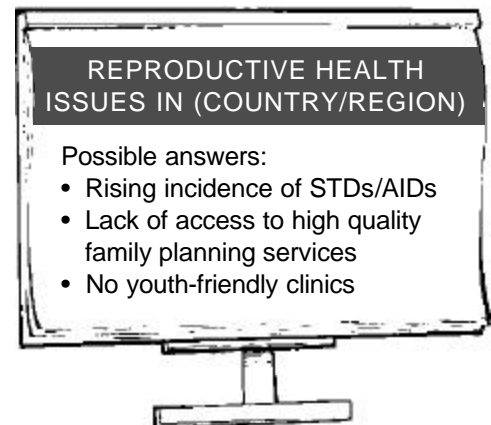 REPRODUCTIVE HEALTH
ISSUES IN (COUNTRY/REGION)
Possible answers:
• Rising incidence of STDs/AIDs
• Lack of access to high quality
family planning services
• No youth-friendly clinics